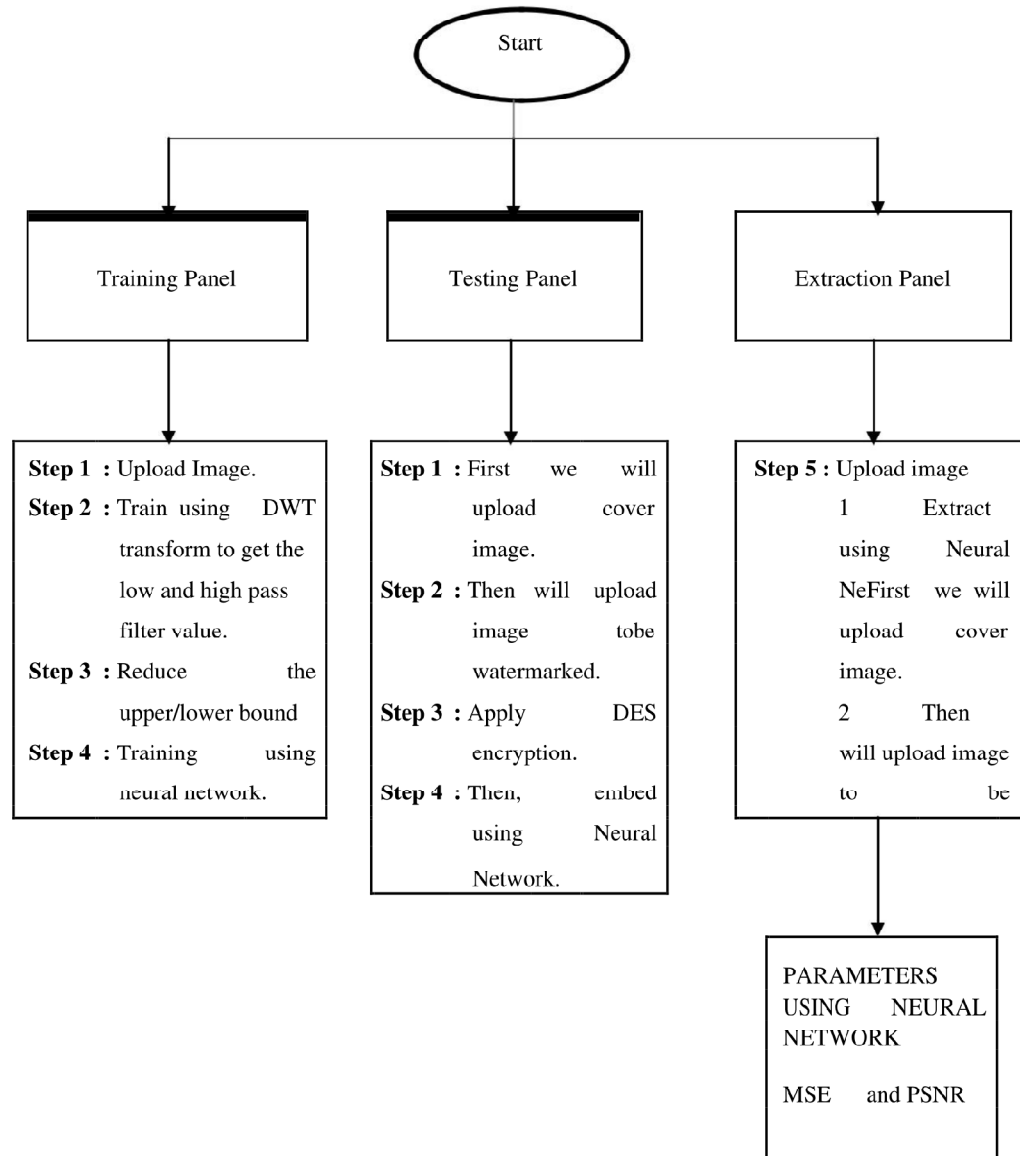 Start
Training Panel
Testing Panel
Extraction Panel
Step 1 : Upload Image.
Step 2 : Train using DWT
transform to get the
low and high pass
filter value.
Step 3 : Reduce the
upper/lower bound
Step 4 : Training using
neural network.
Step 1 : First we will
upload cover
image.
Step 2 : Then will upload
image tobe
watermarked.
Step 3 : Apply DES
encryption.
Step 4 : Then, embed
using Neural
Network.
Step 5 : Upload image
1 Extract
using Neural
NeFirst we will
upload cover
image.
2 Then
will upload image
to be
PARAMETERS
USING NEURAL
NETWORK
MSE and PSNR